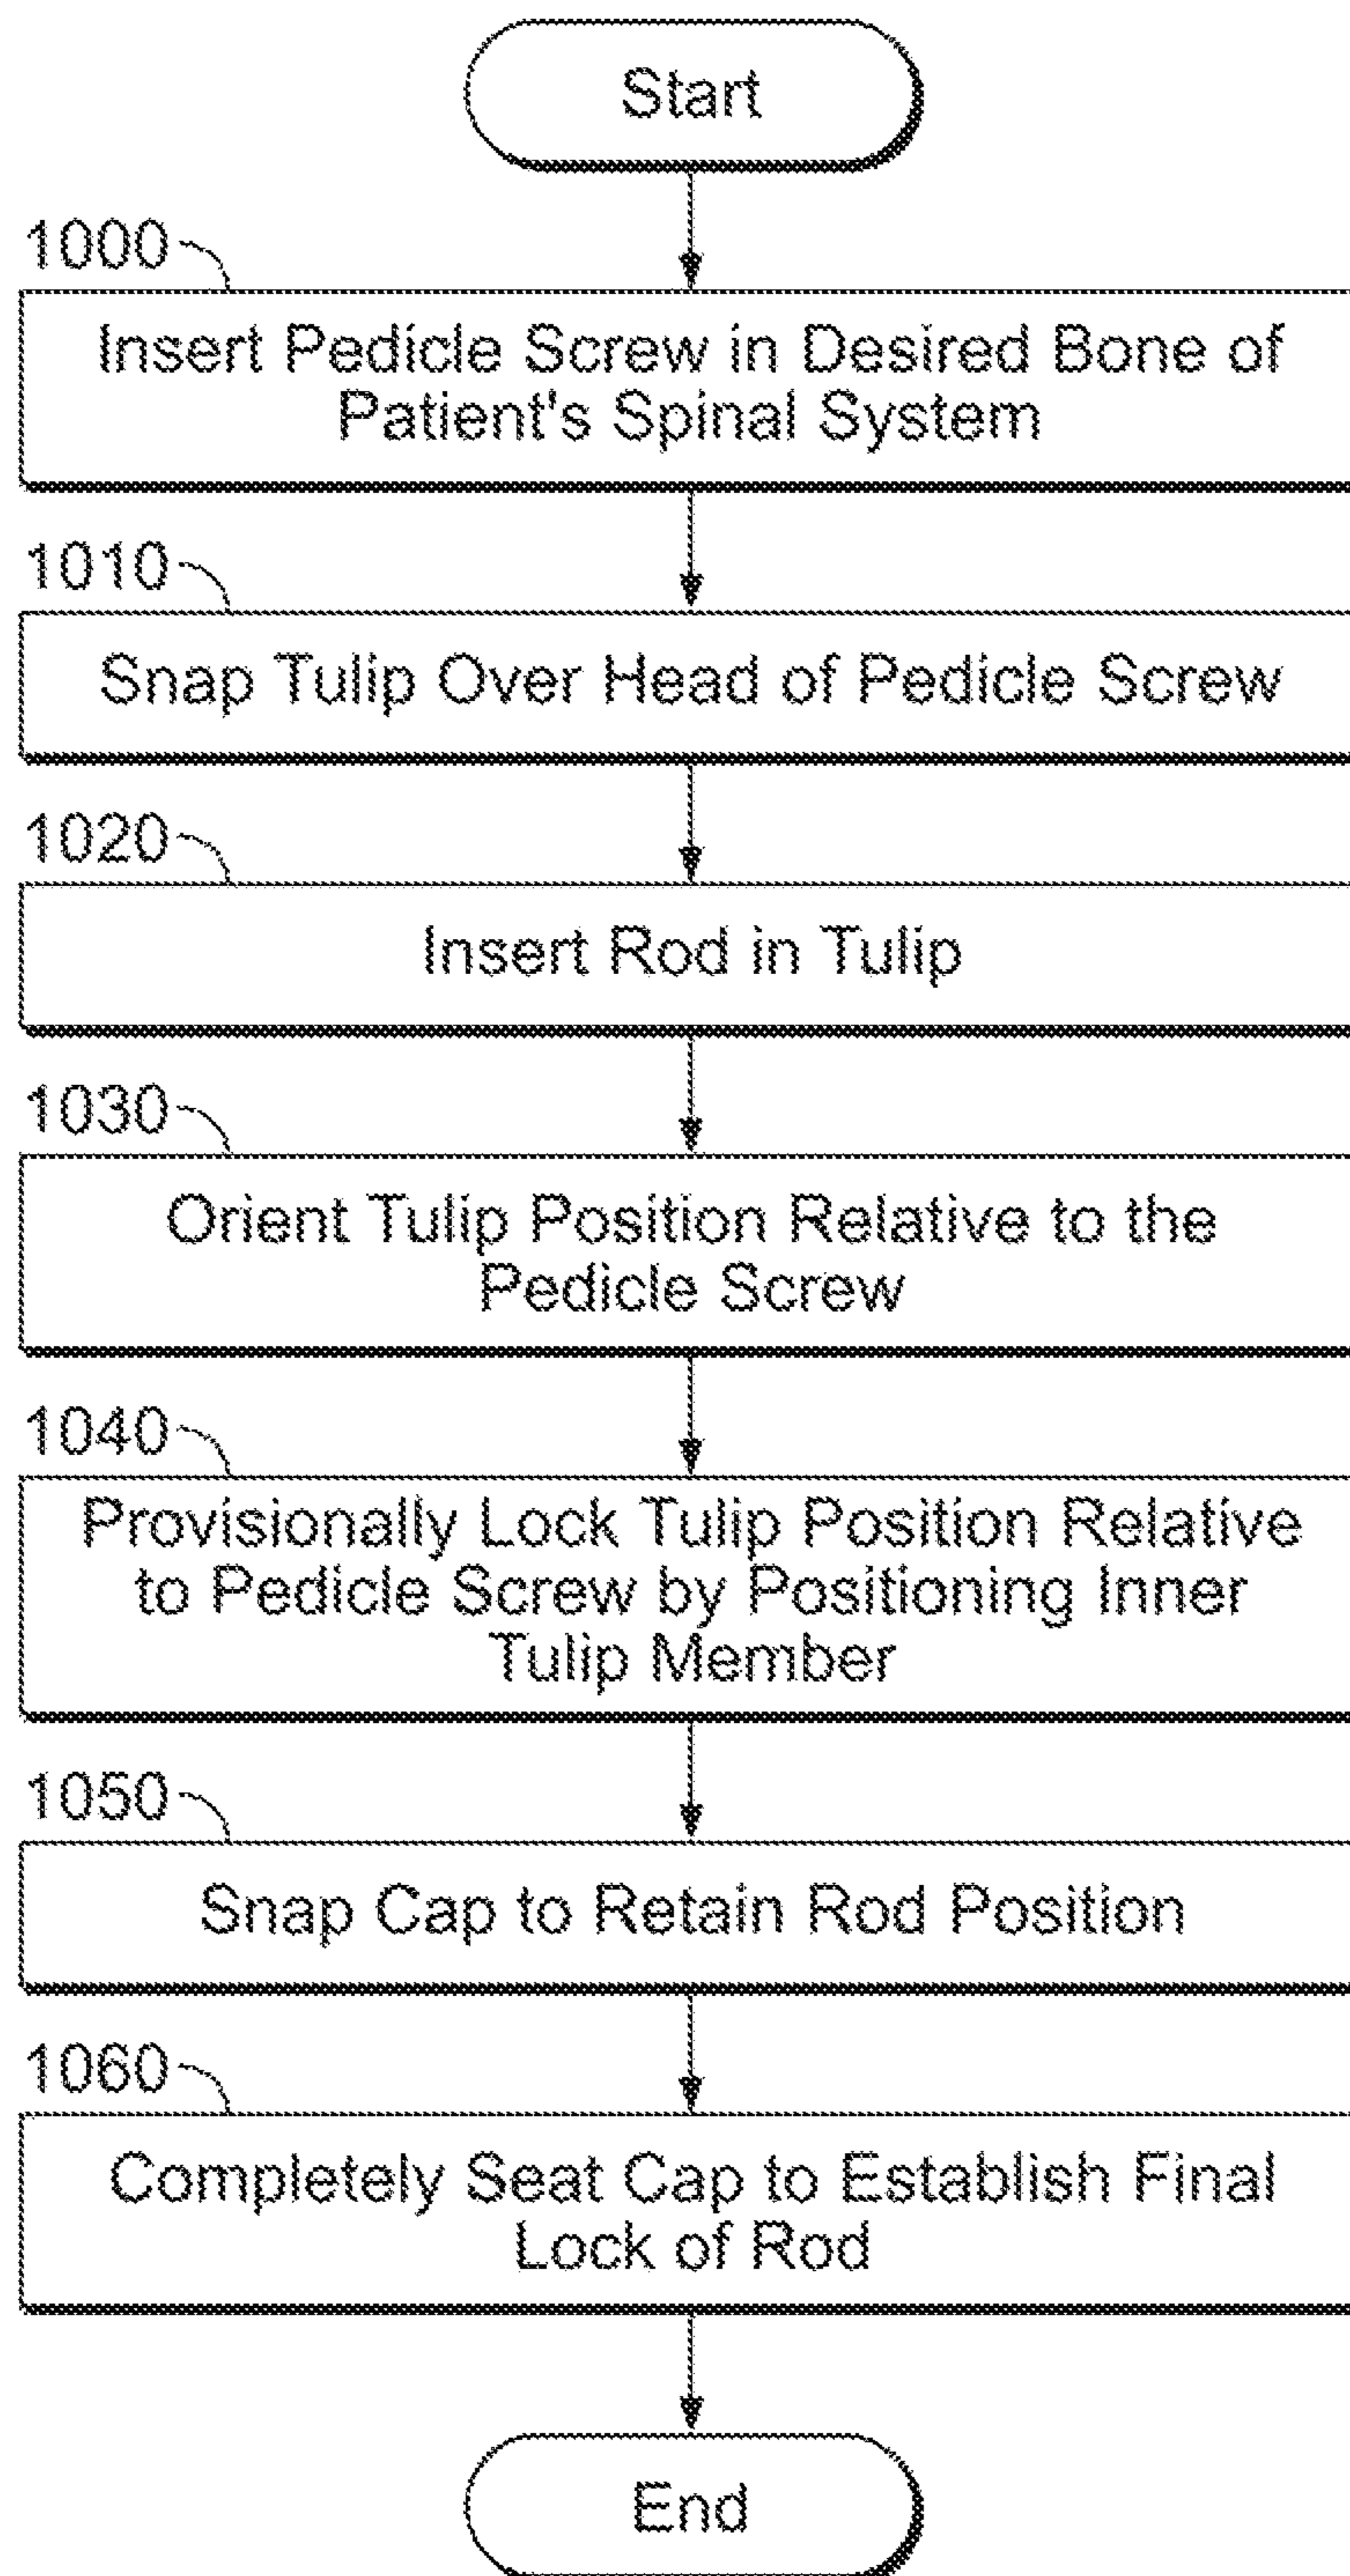 Start
1000
Insert Pedicle Screw in Desired Bone of
Patient's Spinal System
1010
Snap Tulip Over Head of Pedicle Screw
1020
Insert Rod in Tulip
1030
Orient Tulip Position Relative to the
Pedicle Screw
1040
Provisionally Lock Tulip Position Relative
to Pedicle Screw by Positioning Inner
Tulip Member
1050
Snap Cap to Retain Rod Position
1060
Completely Seat Cap to Establish Final
Lock of Rod
End